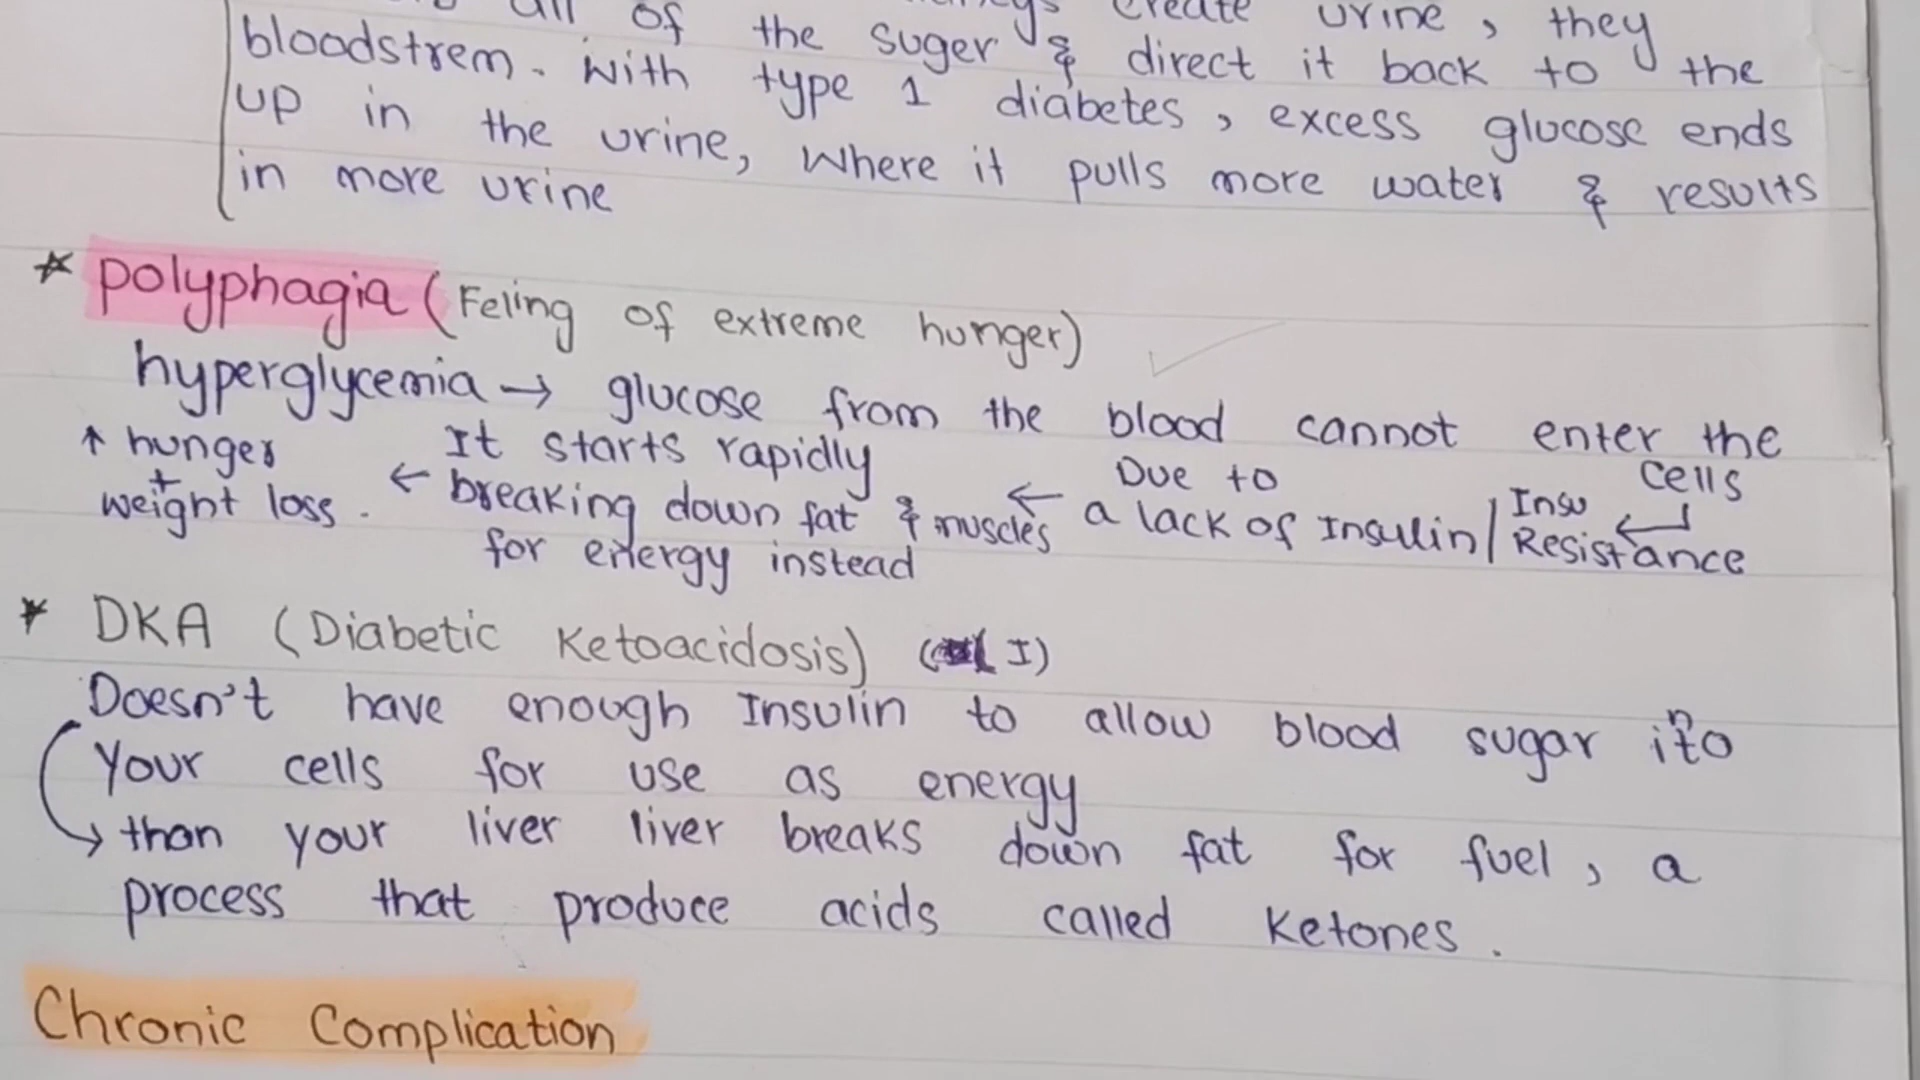 all of the suger & direct it back to the
create urine, they
bloodstrem. With type 1 diabetes, excess glucose ends
up in the urine, Where it pulls more water & results
in more urine
* polyphagia (Feling of extreme hunger)
hyperglycemia → glucose from the blood cannot enter the
cells
↑ hunger + weight loss. ← It starts rapidly breaking down fat & muscles for energy instead ← Due to a lack of Insulin / Insu Resistance
* DKA (Diabetic Ketoacidosis) ( I)
Doesn't have enough Insulin to allow blood sugar into
Your cells for use as energy
→ than your liver liver breaks down fat for fuel, a
process that produce acids called Ketones.
Chronic Complication